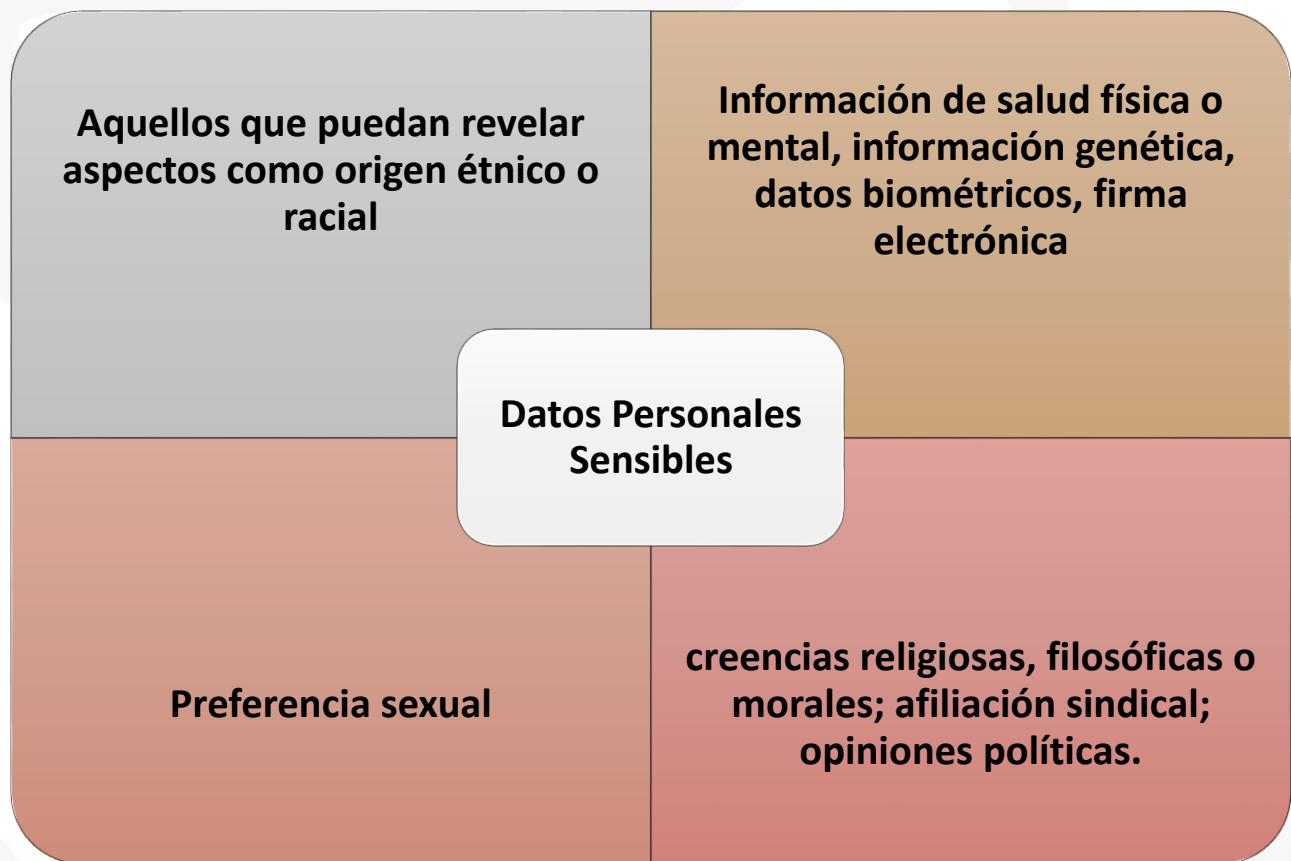 Aquellos que puedan revelar
aspectos como origen étnico o
racial
Información de salud física o
mental, información genética,
datos biométricos, firma
electrónica
Datos Personales
Sensibles
Preferencia sexual
creencias religiosas, filosóficas o
morales; afiliación sindical;
opiniones políticas.